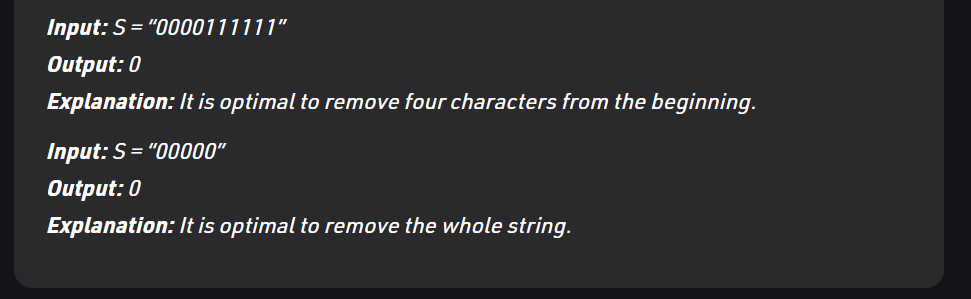 Input: S = “0000111111”
Output: 0
Explanation: It is optimal to remove four characters from the beginning.
Input: S = “00000”
Output: 0
Explanation: It is optimal to remove the whole string.